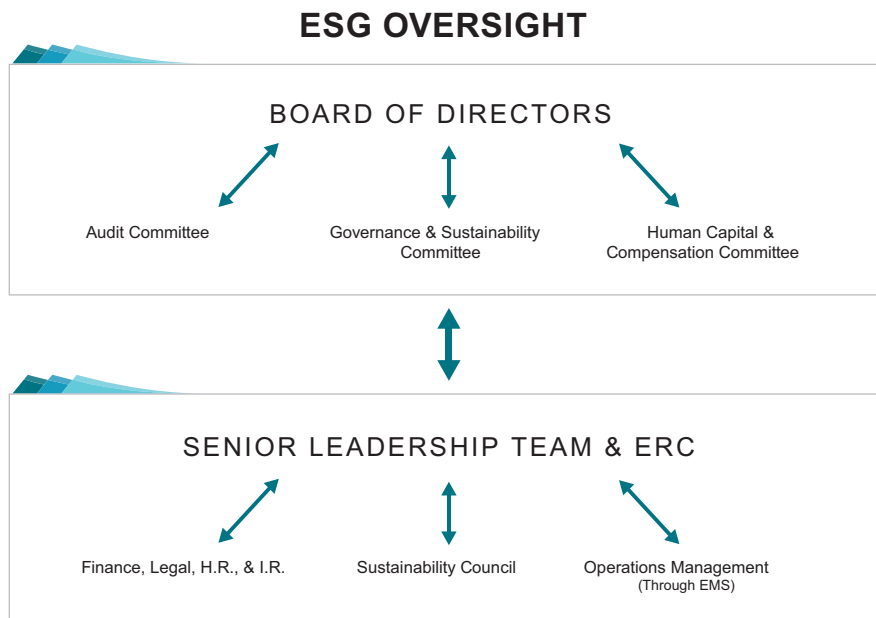 ESG OVERSIGHT
BOARD OF DIRECTORS
Audit Committee
Governance & Sustainability
Committee
Human Capital &
Compensation Committee
SENIOR LEADERSHIP TEAM & ERC
Finance, Legal, H.R., & I.R.
Sustainability Council
Operations Management
(Through EMS)